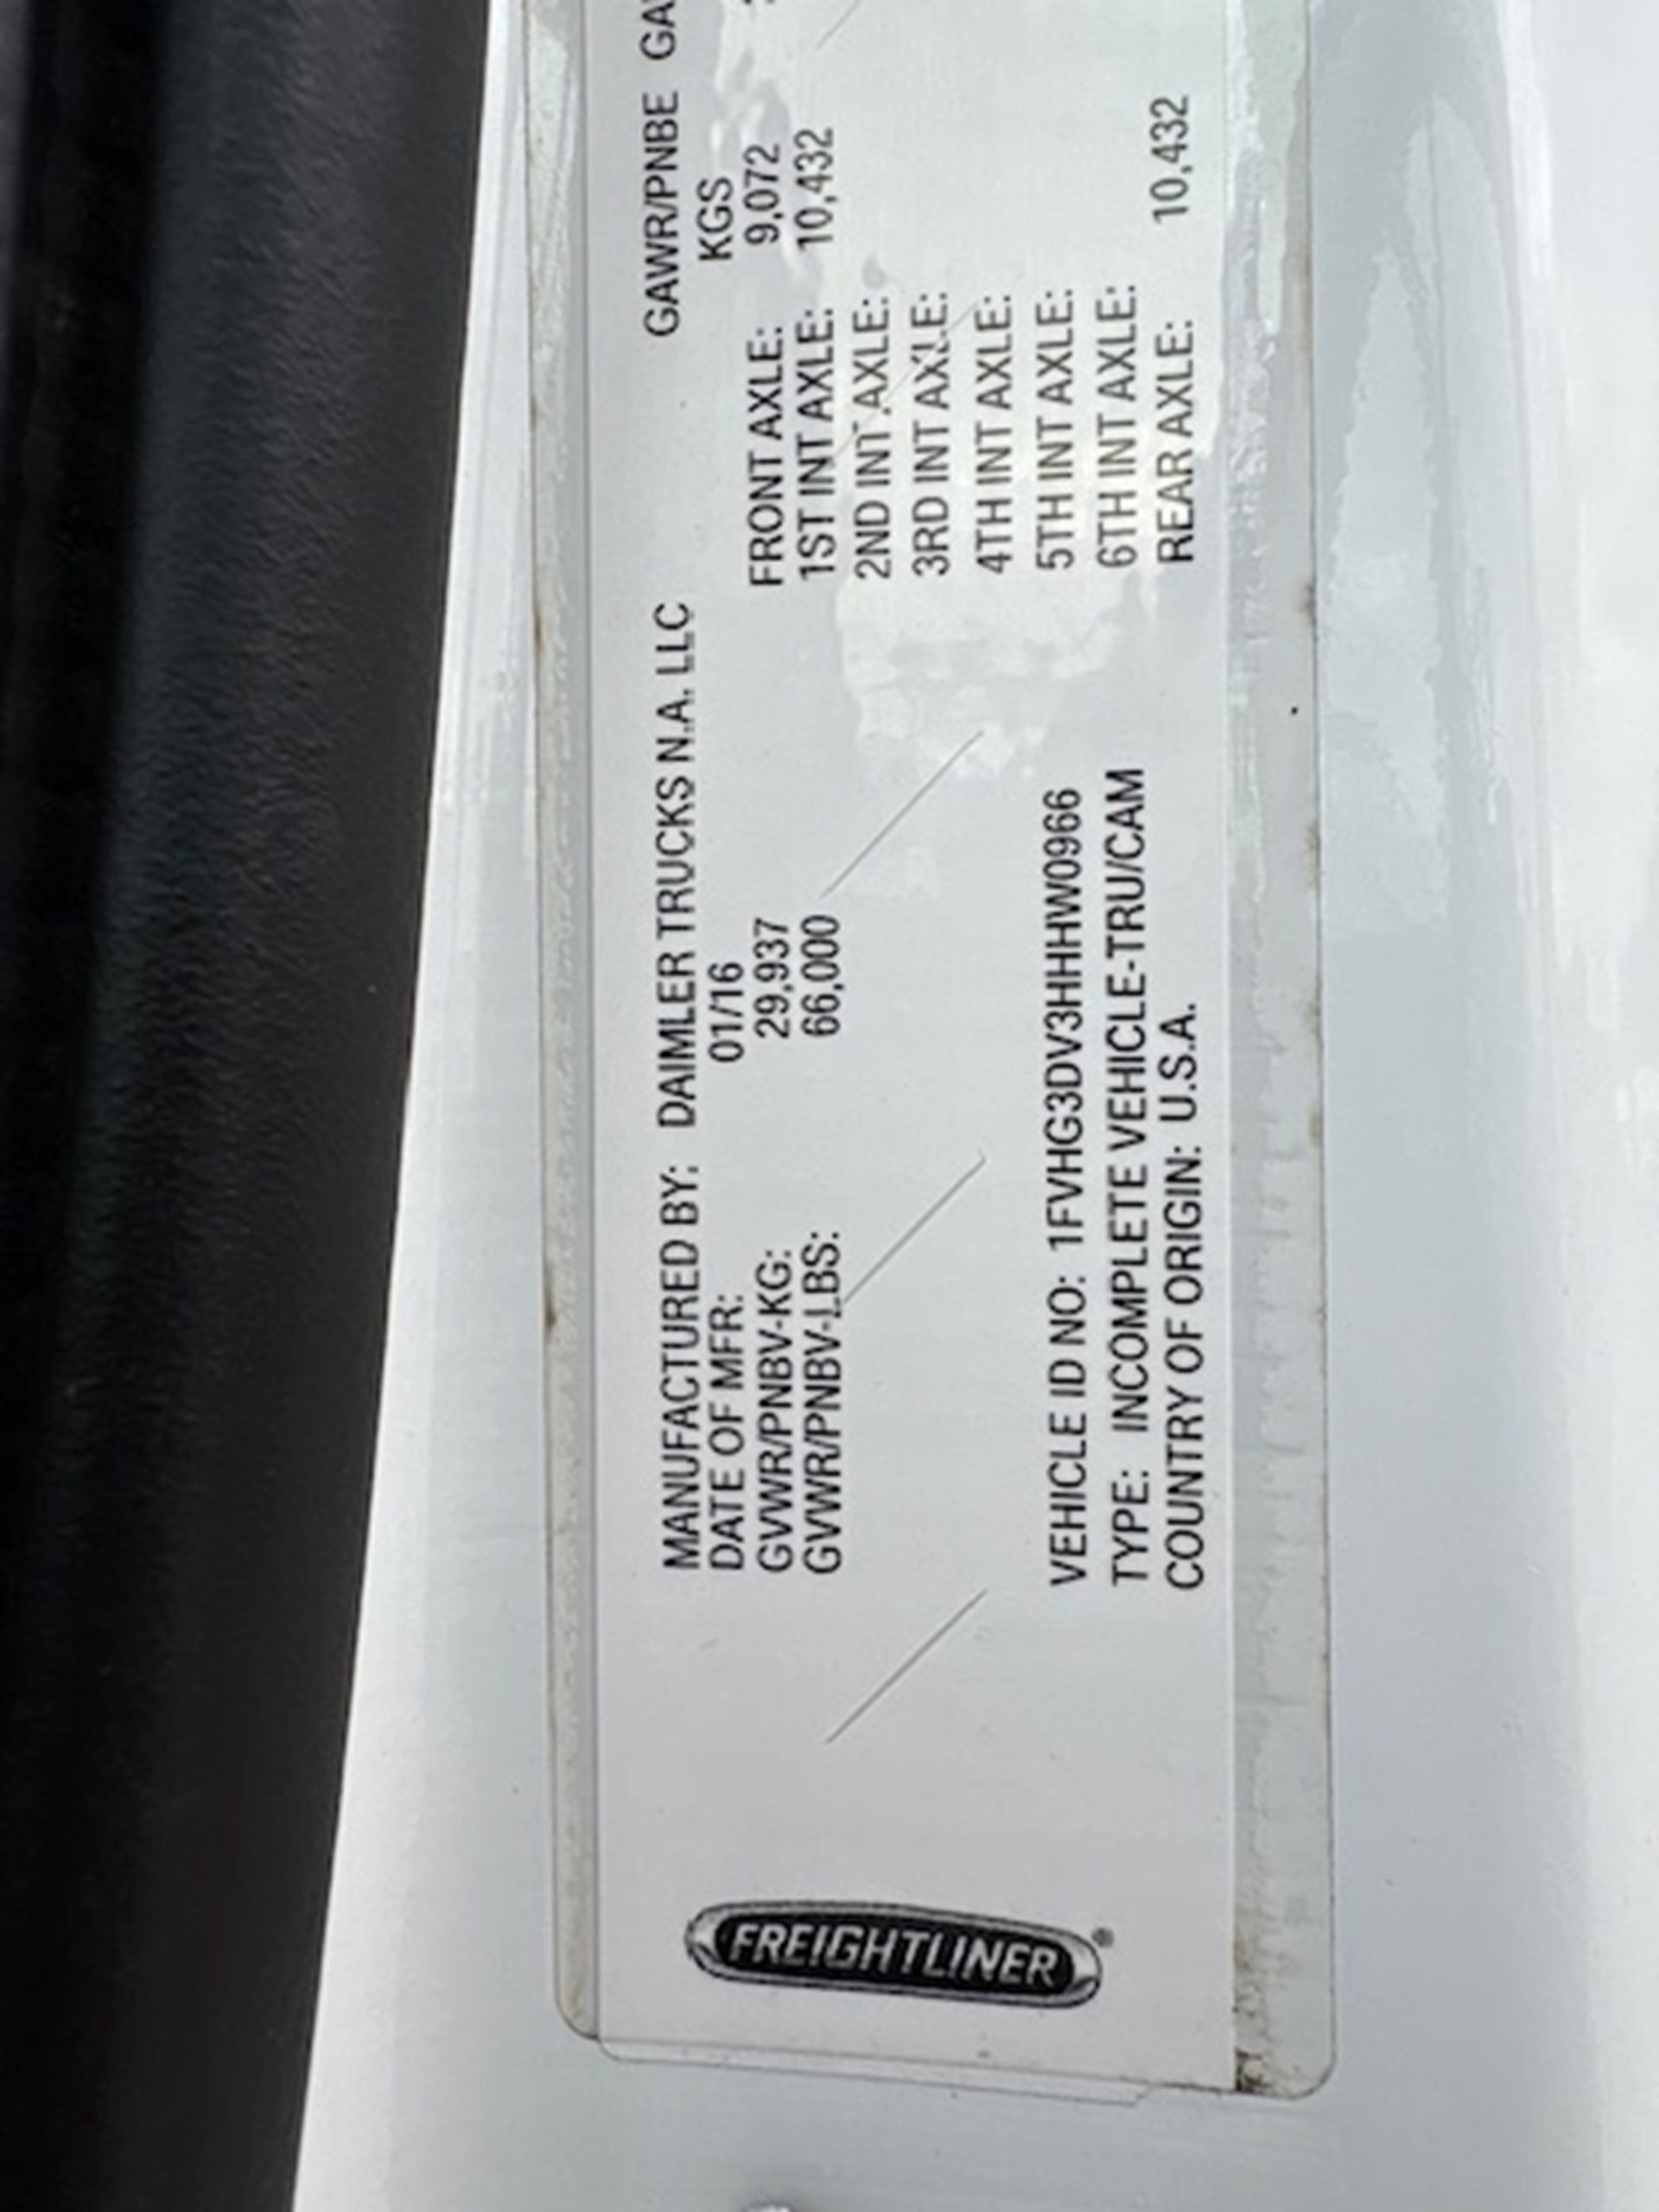 FREIGHTLINER®
MANUFACTURED BY: DAIMLER TRUCKS N.A. LLC
DATE OF MFR: 01/16
GVWR/PNBV-KG: 29,937
GVWR/PNBV-LBS: 66,000
VEHICLE ID NO: 1FVHG3DV3HHHW0966
TYPE: INCOMPLETE VEHICLE-TRU/CAM
COUNTRY OF ORIGIN: U.S.A.
GAWR/PNBE
KGS
FRONT AXLE: 9,072
1ST INT AXLE: 10,432
2ND INT AXLE:
3RD INT AXLE:
4TH INT AXLE:
5TH INT AXLE:
6TH INT AXLE:
REAR AXLE: 10,432